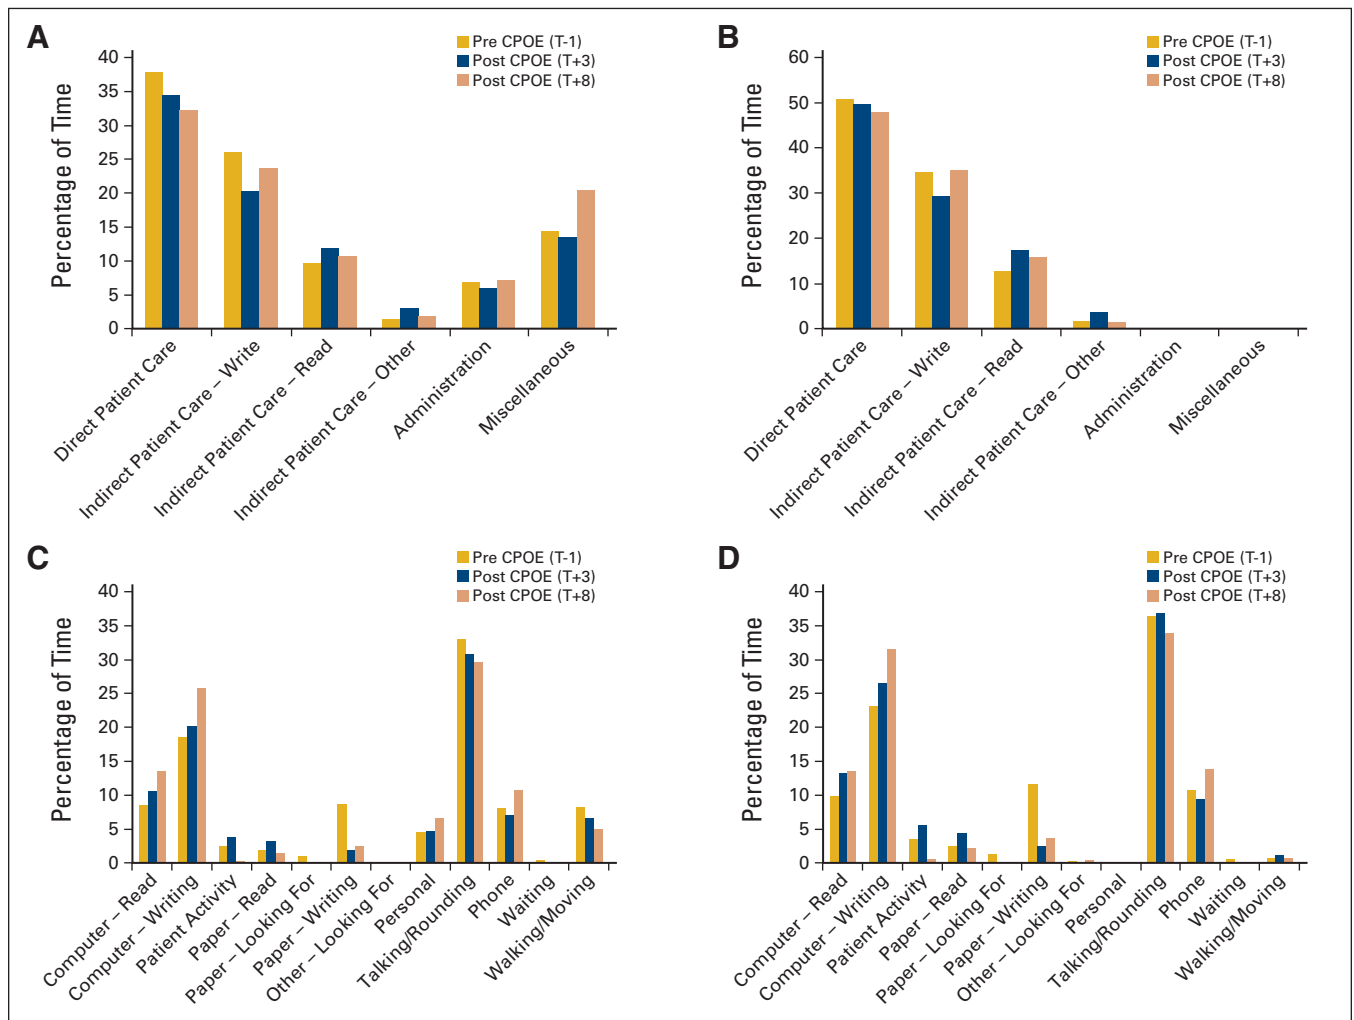 A
Pre CPOE (T-1)
Post CPOE (T+3)
Post CPOE (T+8)
Percentage of Time
40
35
30
25
20
15
10
5
0
Direct Patient Care
Indirect Patient Care – Write
Indirect Patient Care – Read
Indirect Patient Care – Other
Administration
Miscellaneous
B
Pre CPOE (T-1)
Post CPOE (T+3)
Post CPOE (T+8)
Percentage of Time
60
50
40
30
20
10
0
Direct Patient Care
Indirect Patient Care – Write
Indirect Patient Care – Read
Indirect Patient Care – Other
Administration
Miscellaneous
C
Pre CPOE (T-1)
Post CPOE (T+3)
Post CPOE (T+8)
Percentage of Time
40
35
30
25
20
15
10
5
0
Computer – Read
Computer – Writing
Patient Activity
Paper – Read
Paper – Looking For
Paper – Writing
Other – Looking For
Personal
Talking/Rounding
Phone
Waiting
Walking/Moving
D
Pre CPOE (T-1)
Post CPOE (T+3)
Post CPOE (T+8)
Percentage of Time
40
35
30
25
20
15
10
5
0
Computer – Read
Computer – Writing
Patient Activity
Paper – Read
Paper – Looking For
Paper – Writing
Other – Looking For
Personal
Talking/Rounding
Phone
Waiting
Walking/Moving